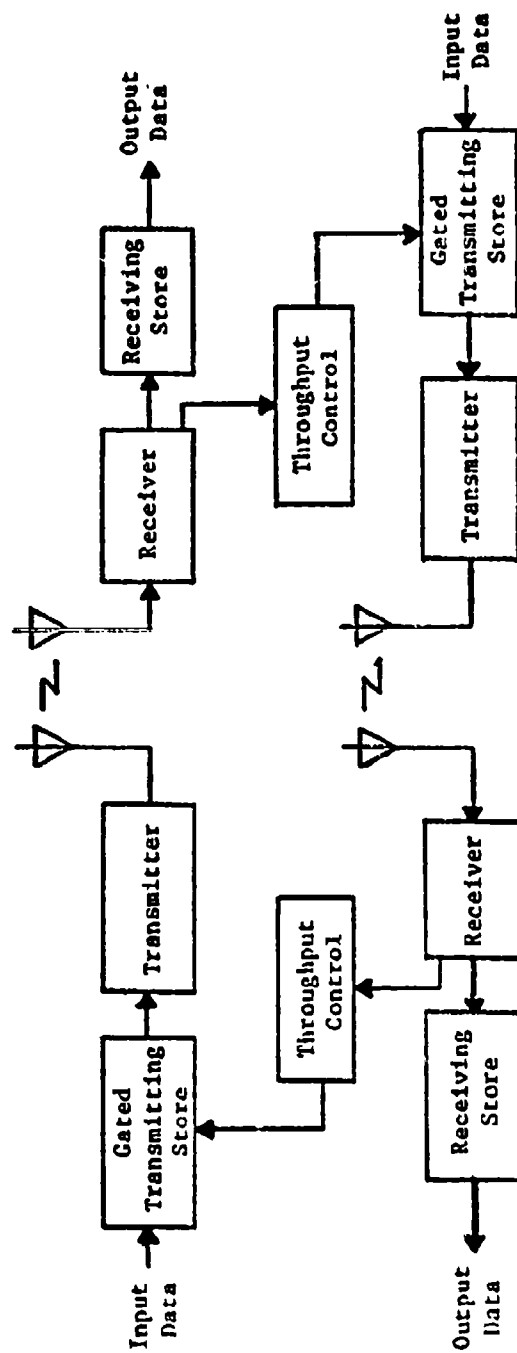 Input
Data
Gated
Transmitting
Store
Transmitter
Receiver
Receiving
Store
Output
Data
Throughput
Control
Throughput
Control
Output
Data
Receiving
Store
Receiver
Transmitter
Gated
Transmitting
Store
Input
Data